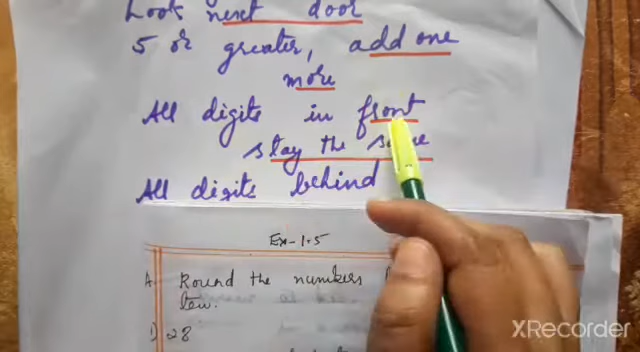 Look next door
5 or greater, add one
more
All digits in front
stay the same
All digits behind
Ex-1.5
A. Round the numbers
ten.
1) 28
XRecorder